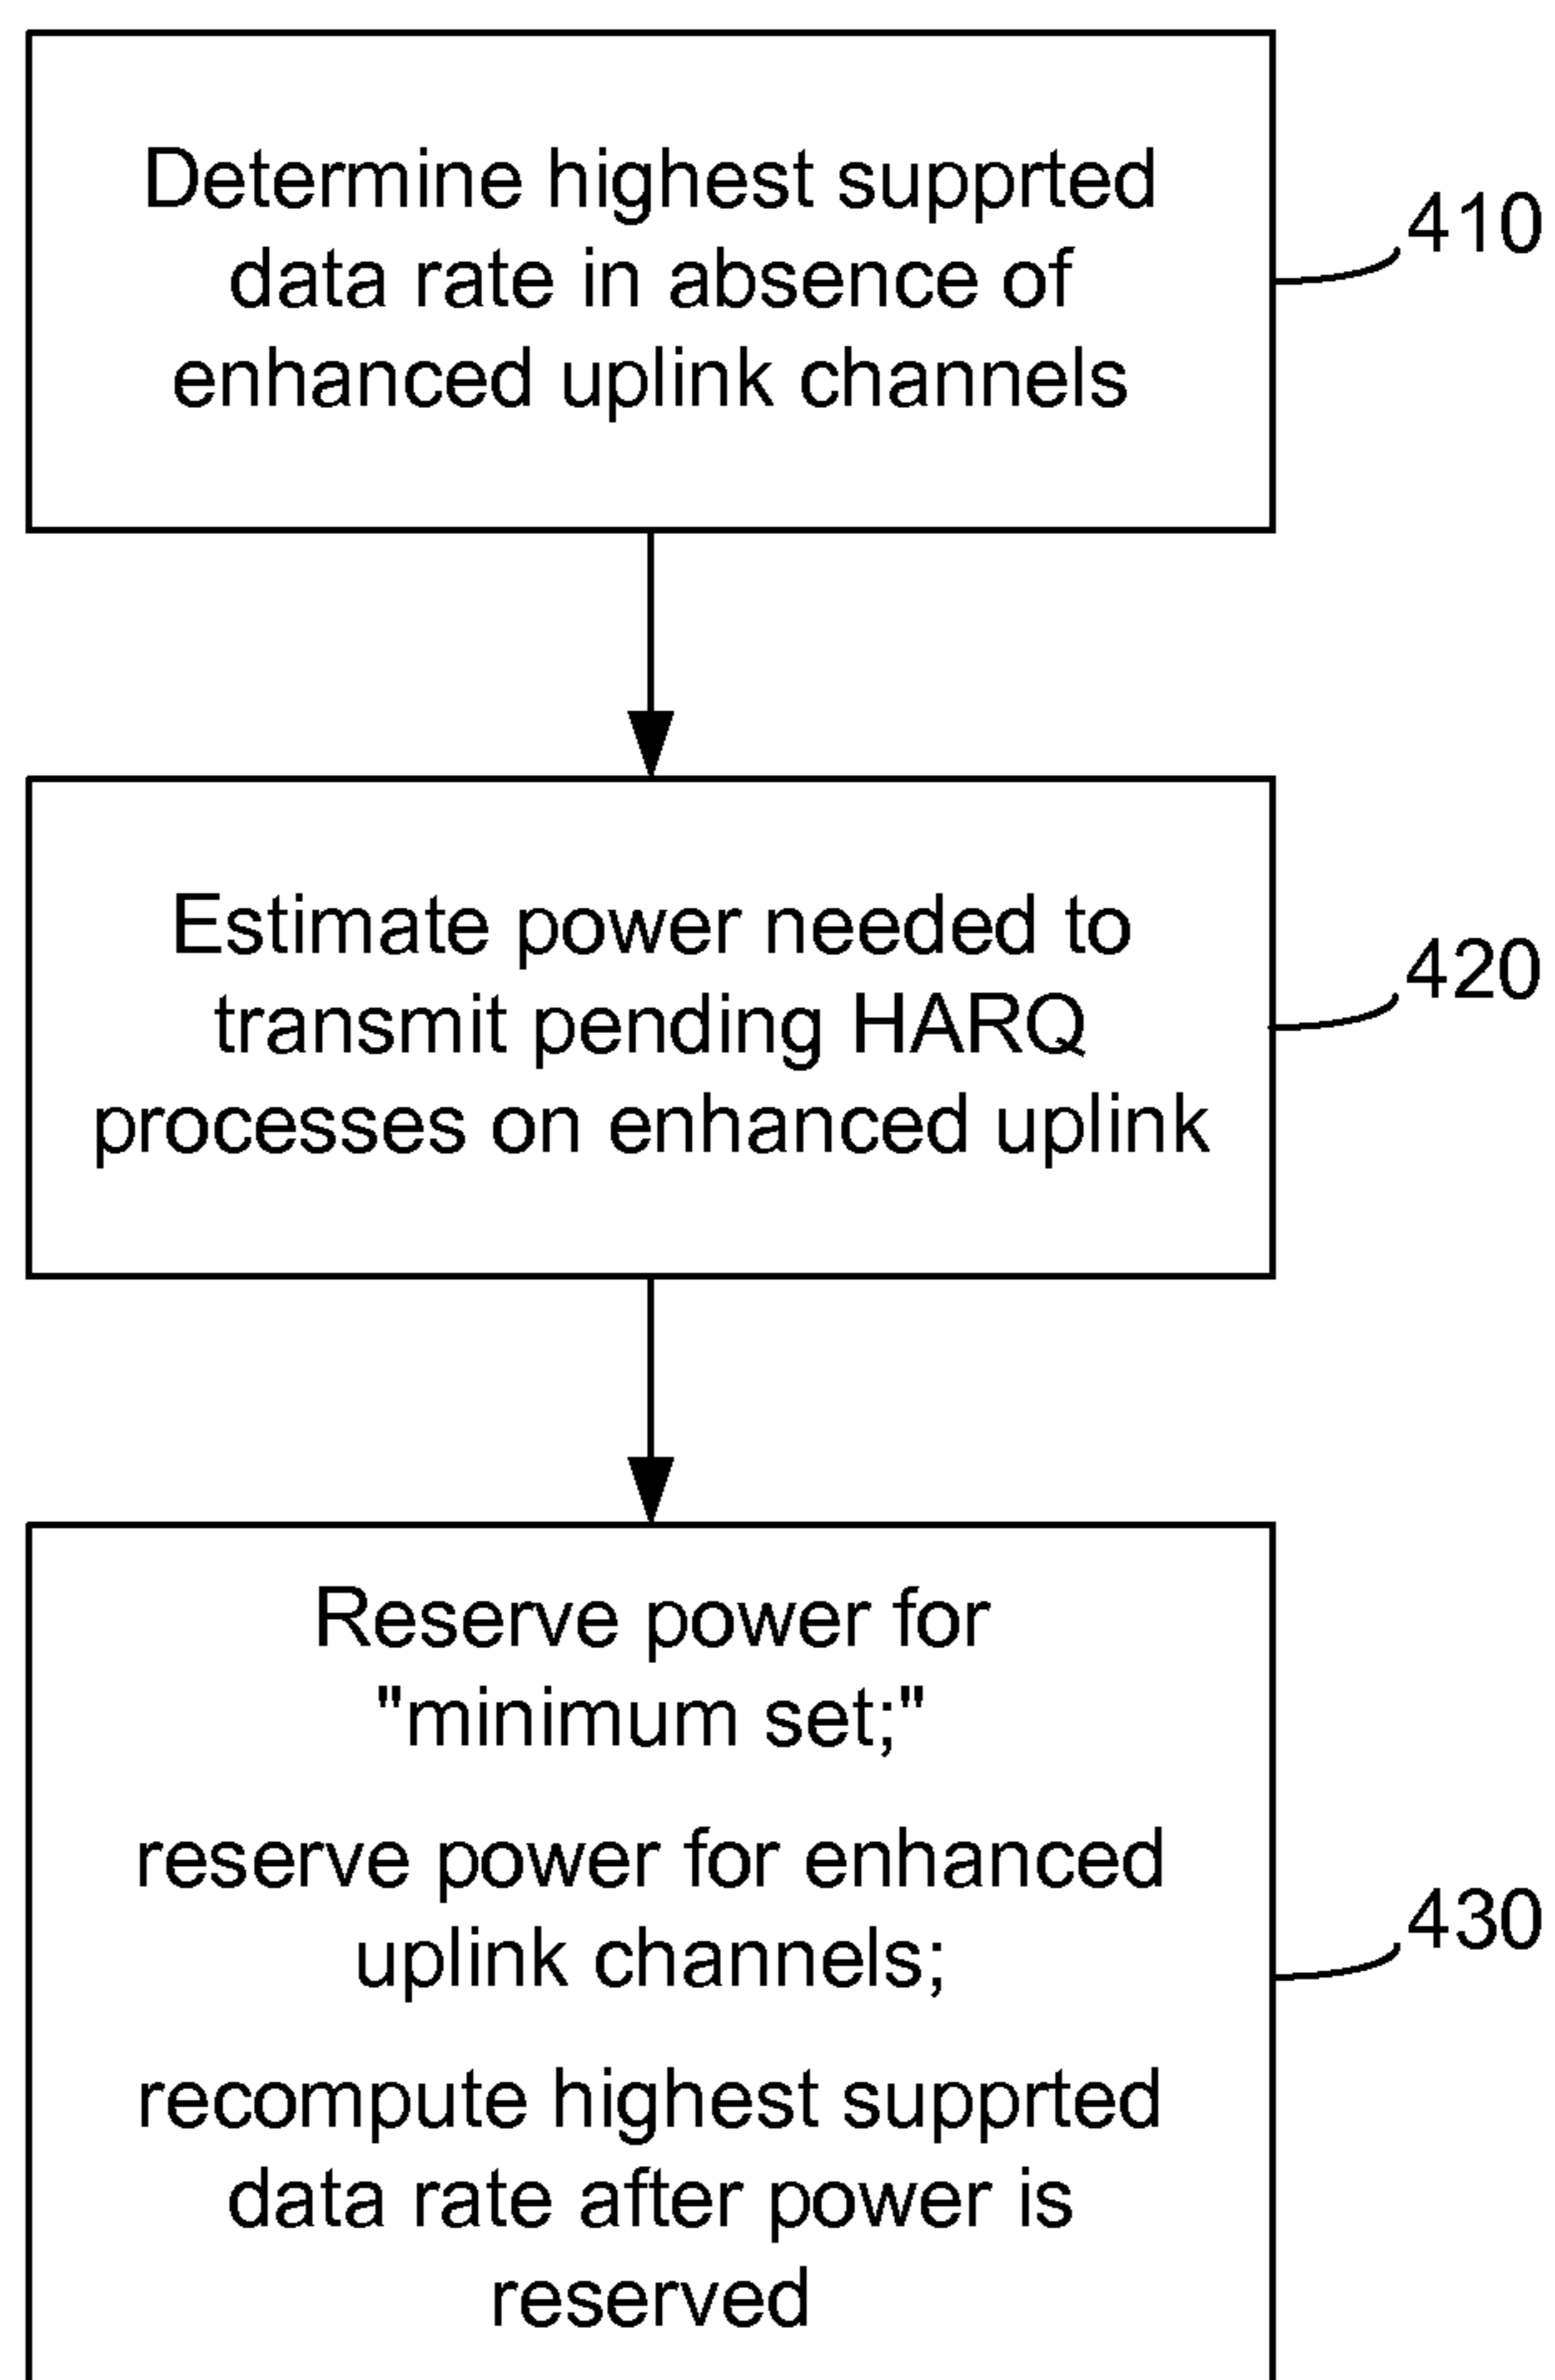 Determine highest supprted
data rate in absence of
enhanced uplink channels
410
Estimate power needed to
transmit pending HARQ
processes on enhanced uplink
420
Reserve power for
"minimum set;"
reserve power for enhanced
uplink channels;
recompute highest supprted
data rate after power is
reserved
430